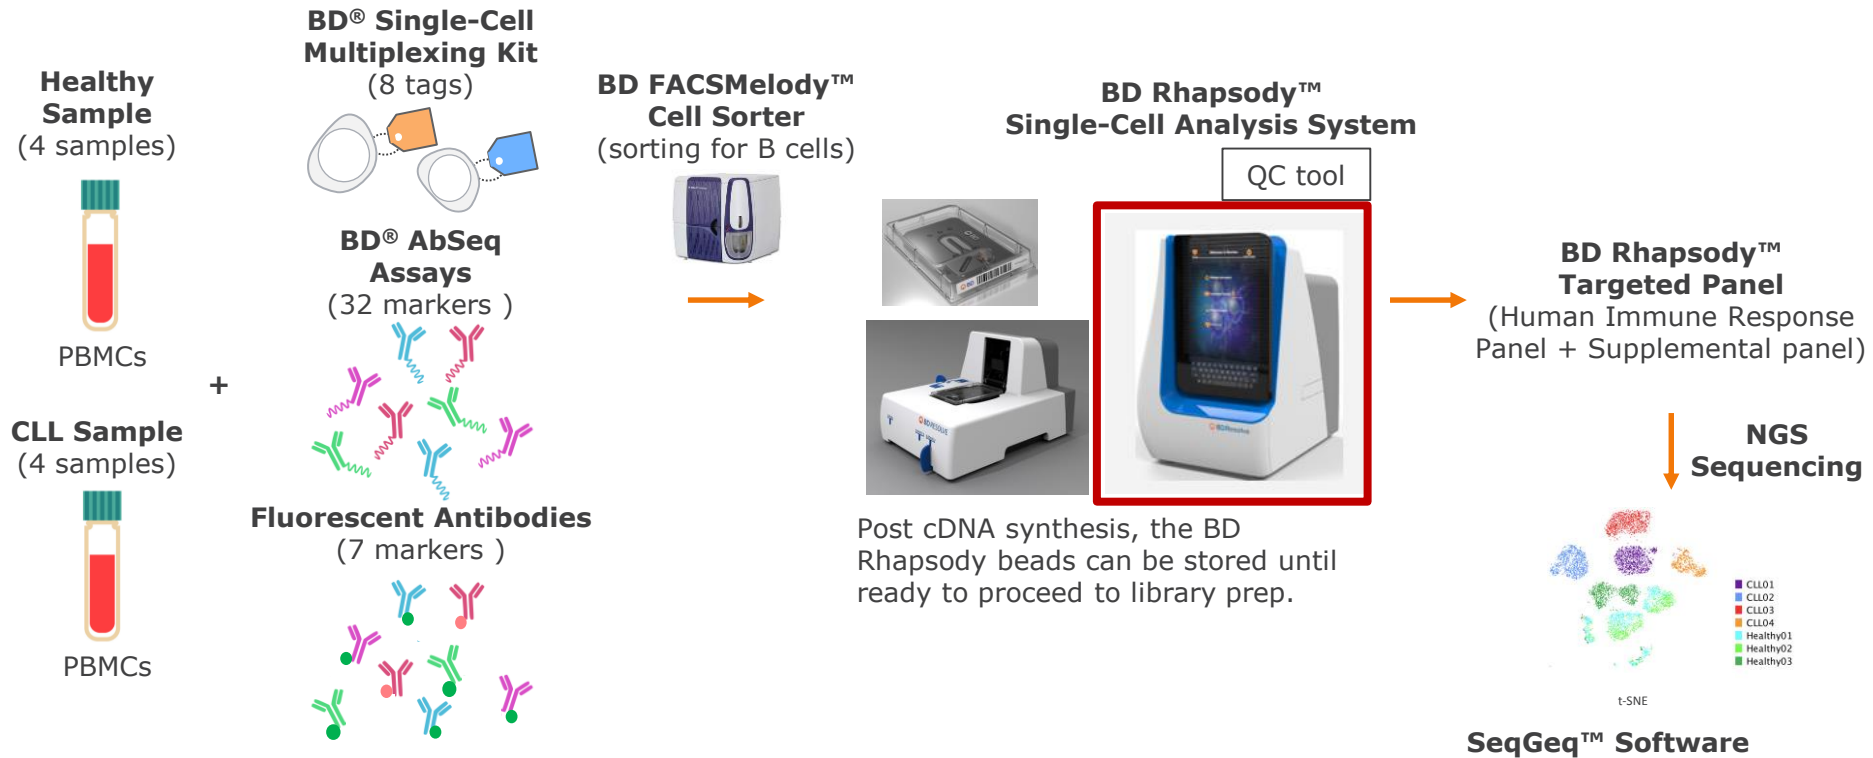 Healthy
Sample
(4 samples)
PBMCs
CLL Sample
(4 samples)
PBMCs
+
BD® Single-Cell
Multiplexing Kit
(8 tags)
BD® AbSeq
Assays
(32 markers )
Fluorescent Antibodies
(7 markers )
BD FACSMelody™
Cell Sorter
(sorting for B cells)
BD Rhapsody™
Single-Cell Analysis System
QC tool
Post cDNA synthesis, the BD
Rhapsody beads can be stored until
ready to proceed to library prep.
BD Rhapsody™
Targeted Panel
(Human Immune Response
Panel + Supplemental panel)
NGS
Sequencing
CLL01
CLL02
CLL03
CLL04
Healthy01
Healthy02
Healthy03
t-SNE
SeqGeq™ Software